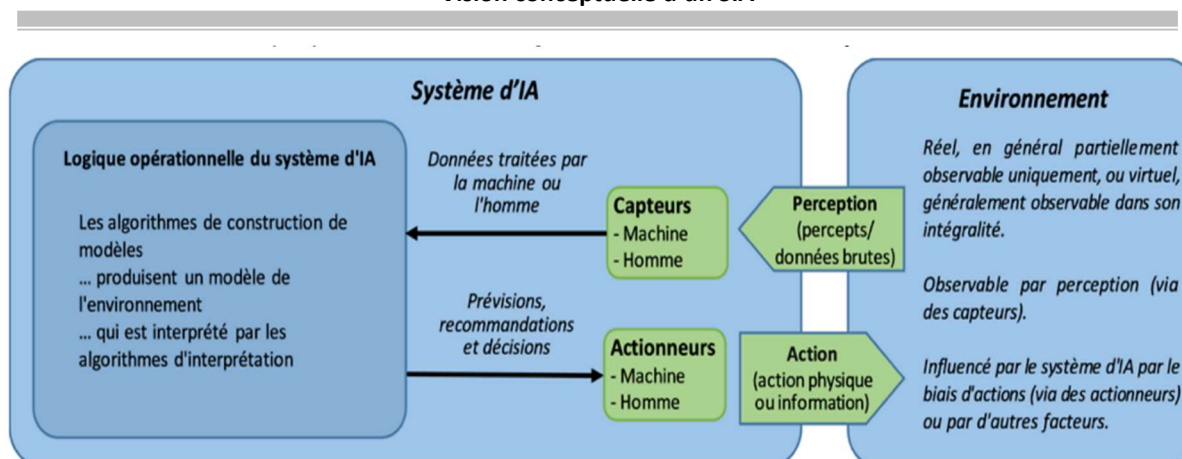 Système d'IA
Logique opérationnelle du système d'IA
Les algorithmes de construction de
modèles
... produisent un modèle de
l'environnement
... qui est interprété par les
algorithmes d'interprétation
Données traitées par
la machine ou
l'homme
Prévisions,
recommandations
et décisions
Capteurs
- Machine
- Homme
Actionneurs
- Machine
- Homme
Perception
(percepts/
données brutes)
Action
(action physique
ou information)
Environnement
Réel, en général partiellement
observable uniquement, ou virtuel,
généralement observable dans son
intégralité.
Observable par perception (via
des capteurs).
Influencé par le système d'IA par le
biais d'actions (via des actionneurs)
ou par d'autres facteurs.